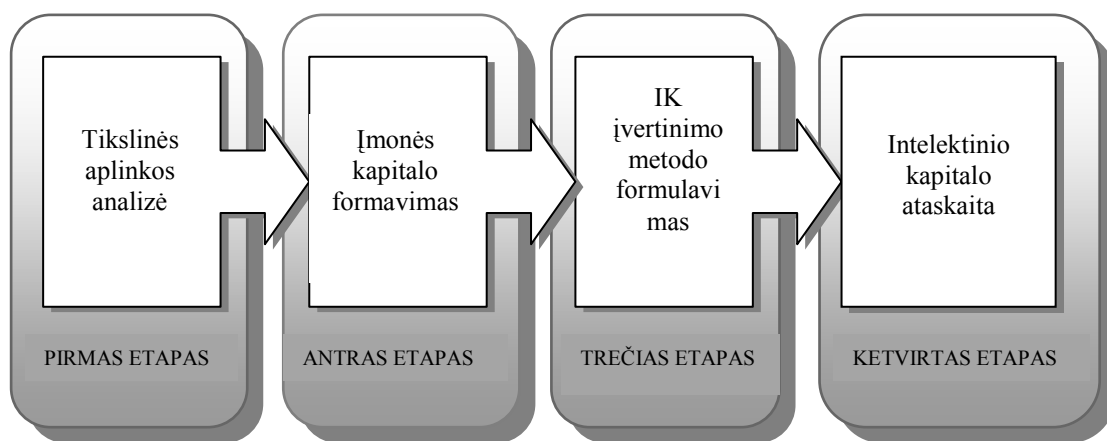 Tikslinės
aplinkos
analizė
Įmonės
kapitalo
formavimas
IK
įvertinimo
metodo
formulavi
mas
Intelektinio
kapitalo
ataskaita
PIRMAS ETAPAS
ANTRAS ETAPAS
TREČIAS ETAPAS
KETVIRTAS ETAPAS